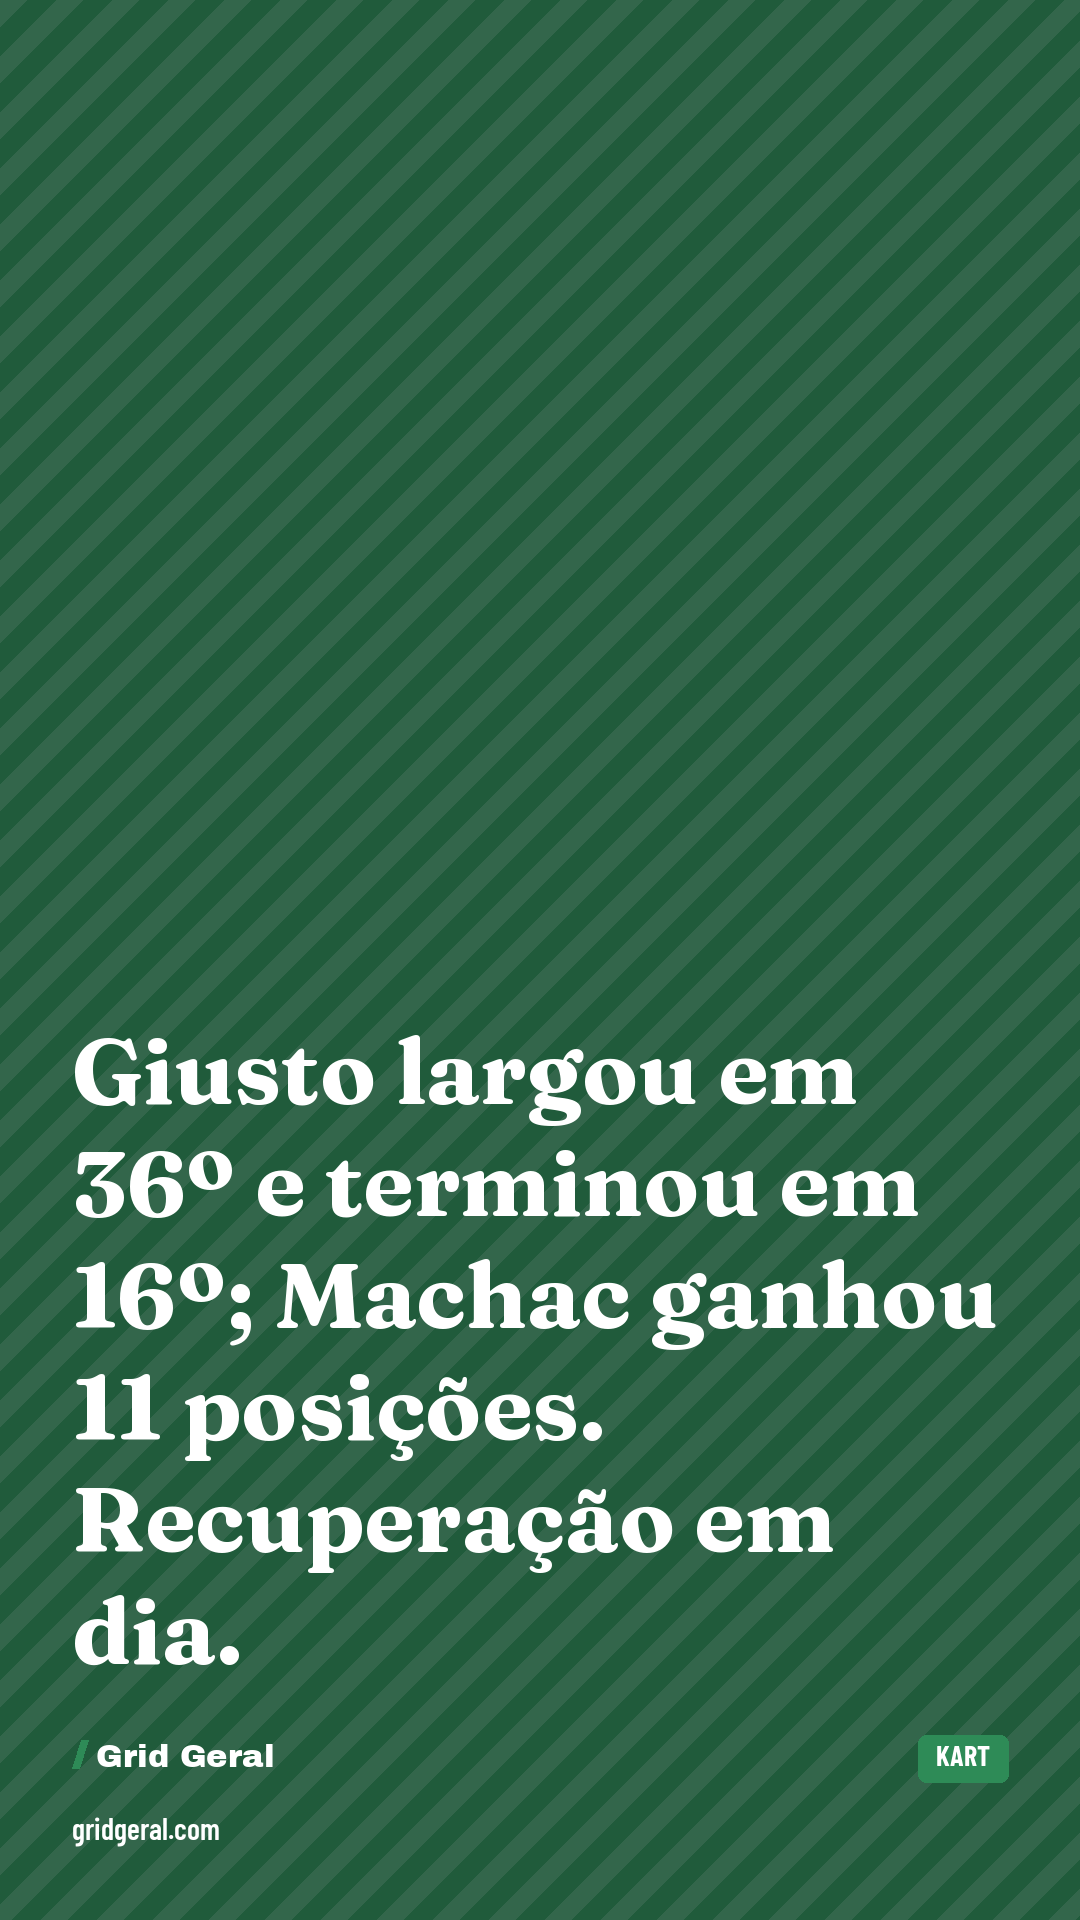 Giusto largou em
36º e terminou em
16º; Machac ganhou
11 posições.
Recuperação em
dia.
/ Grid Geral
KART
gridgeral.com